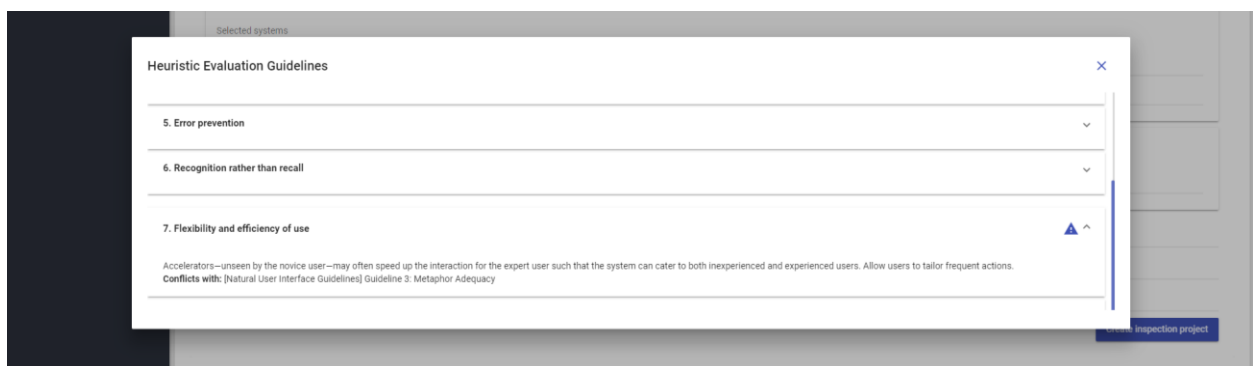 Selected systems
Heuristic Evaluation Guidelines
5. Error prevention
6. Recognition rather than recall
7. Flexibility and efficiency of use
Accelerators—unseen by the novice user—may often speed up the interaction for the expert user such that the system can cater to both inexperienced and experienced users. Allow users to tailor frequent actions.
Conflicts with: [Natural User Interface Guidelines] Guideline 3: Metaphor Adequacy
Create inspection project